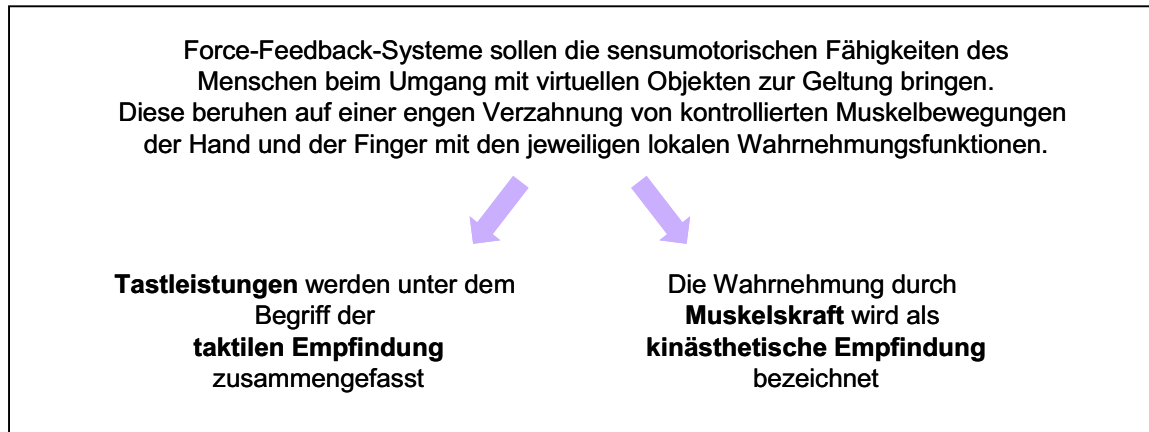 Force-Feedback-Systeme sollen die sensumotorischen Fähigkeiten des
Menschen beim Umgang mit virtuellen Objekten zur Geltung bringen.
Diese beruhen auf einer engen Verzahnung von kontrollierten Muskelbewegungen
der Hand und der Finger mit den jeweiligen lokalen Wahrnehmungsfunktionen.
Tastleistungen werden unter dem
Begriff der
taktilen Empfindung
zusammengefasst
Die Wahrnehmung durch
Muskelskraft wird als
kinästhetische Empfindung
bezeichnet